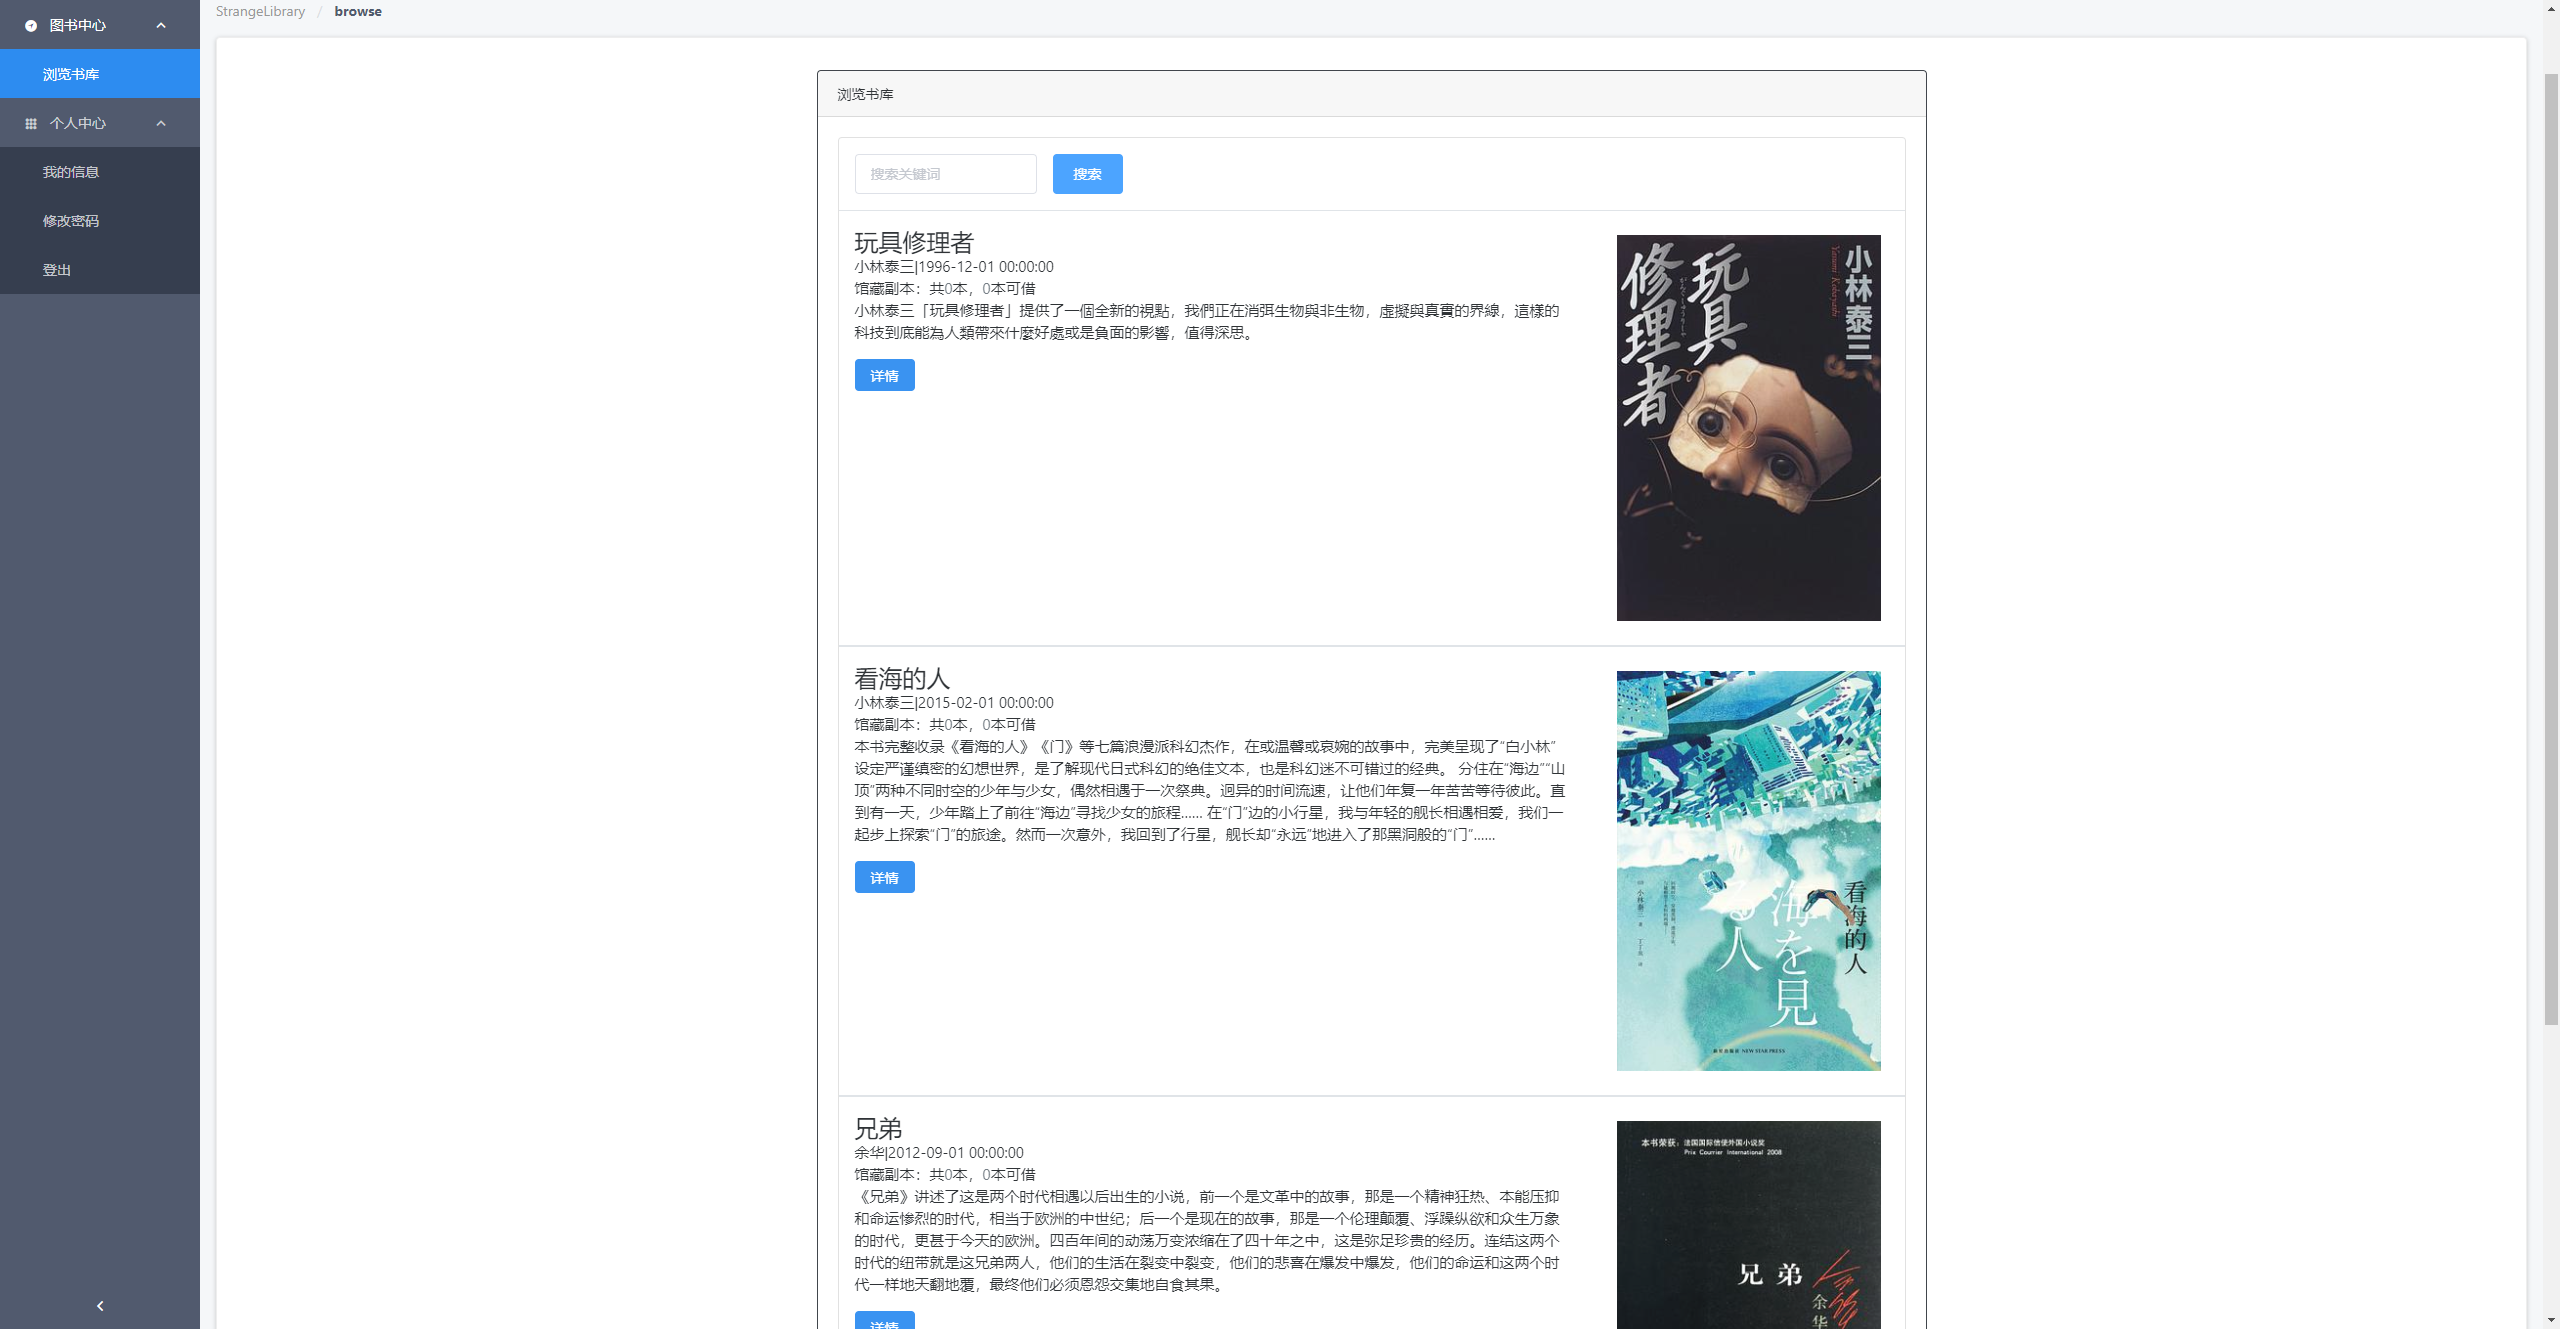 StrangeLibrary / browse
图书中心
浏览书库
个人中心
我的信息
修改密码
登出
浏览书库
搜索关键词
搜索
玩具修理者
小林泰三|1996-12-01 00:00:00
馆藏副本：共0本，0本可借
小林泰三「玩具修理者」提供了一個全新的視點，我們正在消弭生物與非生物，虛擬與真實的界線，這樣的
科技到底能為人類帶來什麼好處或是負面的影響，值得深思。
详情
小林泰三
Yasumi Kobayashi
玩具
修理者
看海的人
小林泰三|2015-02-01 00:00:00
馆藏副本：共0本，0本可借
本书完整收录《看海的人》《门》等七篇浪漫派科幻杰作，在或温馨或哀婉的故事中，完美呈现了“白小林”
设定严谨缜密的幻想世界，是了解现代日式科幻的绝佳文本，也是科幻迷不可错过的经典。 分住在“海边”“山
顶”两种不同时空的少年与少女，偶然相遇于一次祭典。迥异的时间流速，让他们年复一年苦苦等待彼此。直
到有一天，少年踏上了前往“海边”寻找少女的旅程…… 在“门”边的小行星，我与年轻的舰长相遇相爱，我们一
起步上探索“门”的旅途。然而一次意外，我回到了行星，舰长却“永远”地进入了那黑洞般的“门”……
详情
看海的人
海を見
る人
NEW STAR PRESS
兄弟
余华|2012-09-01 00:00:00
馆藏副本：共0本，0本可借
《兄弟》讲述了这是两个时代相遇以后出生的小说，前一个是文革中的故事，那是一个精神狂热、本能压抑
和命运惨烈的时代，相当于欧洲的中世纪；后一个是现在的故事，那是一个伦理颠覆、浮躁纵欲和众生万象
的时代，更甚于今天的欧洲。四百年间的动荡万变浓缩在了四十年之中，这是弥足珍贵的经历。连结这两个
时代的纽带就是这兄弟两人，他们的生活在裂变中裂变，他们的悲喜在爆发中爆发，他们的命运和这两个时
代一样地天翻地覆，最终他们必须恩怨交集地自食其果。
详情
本书荣获：法国国际信使外国小说奖
Prix Courrier International 2008
兄 弟
余华